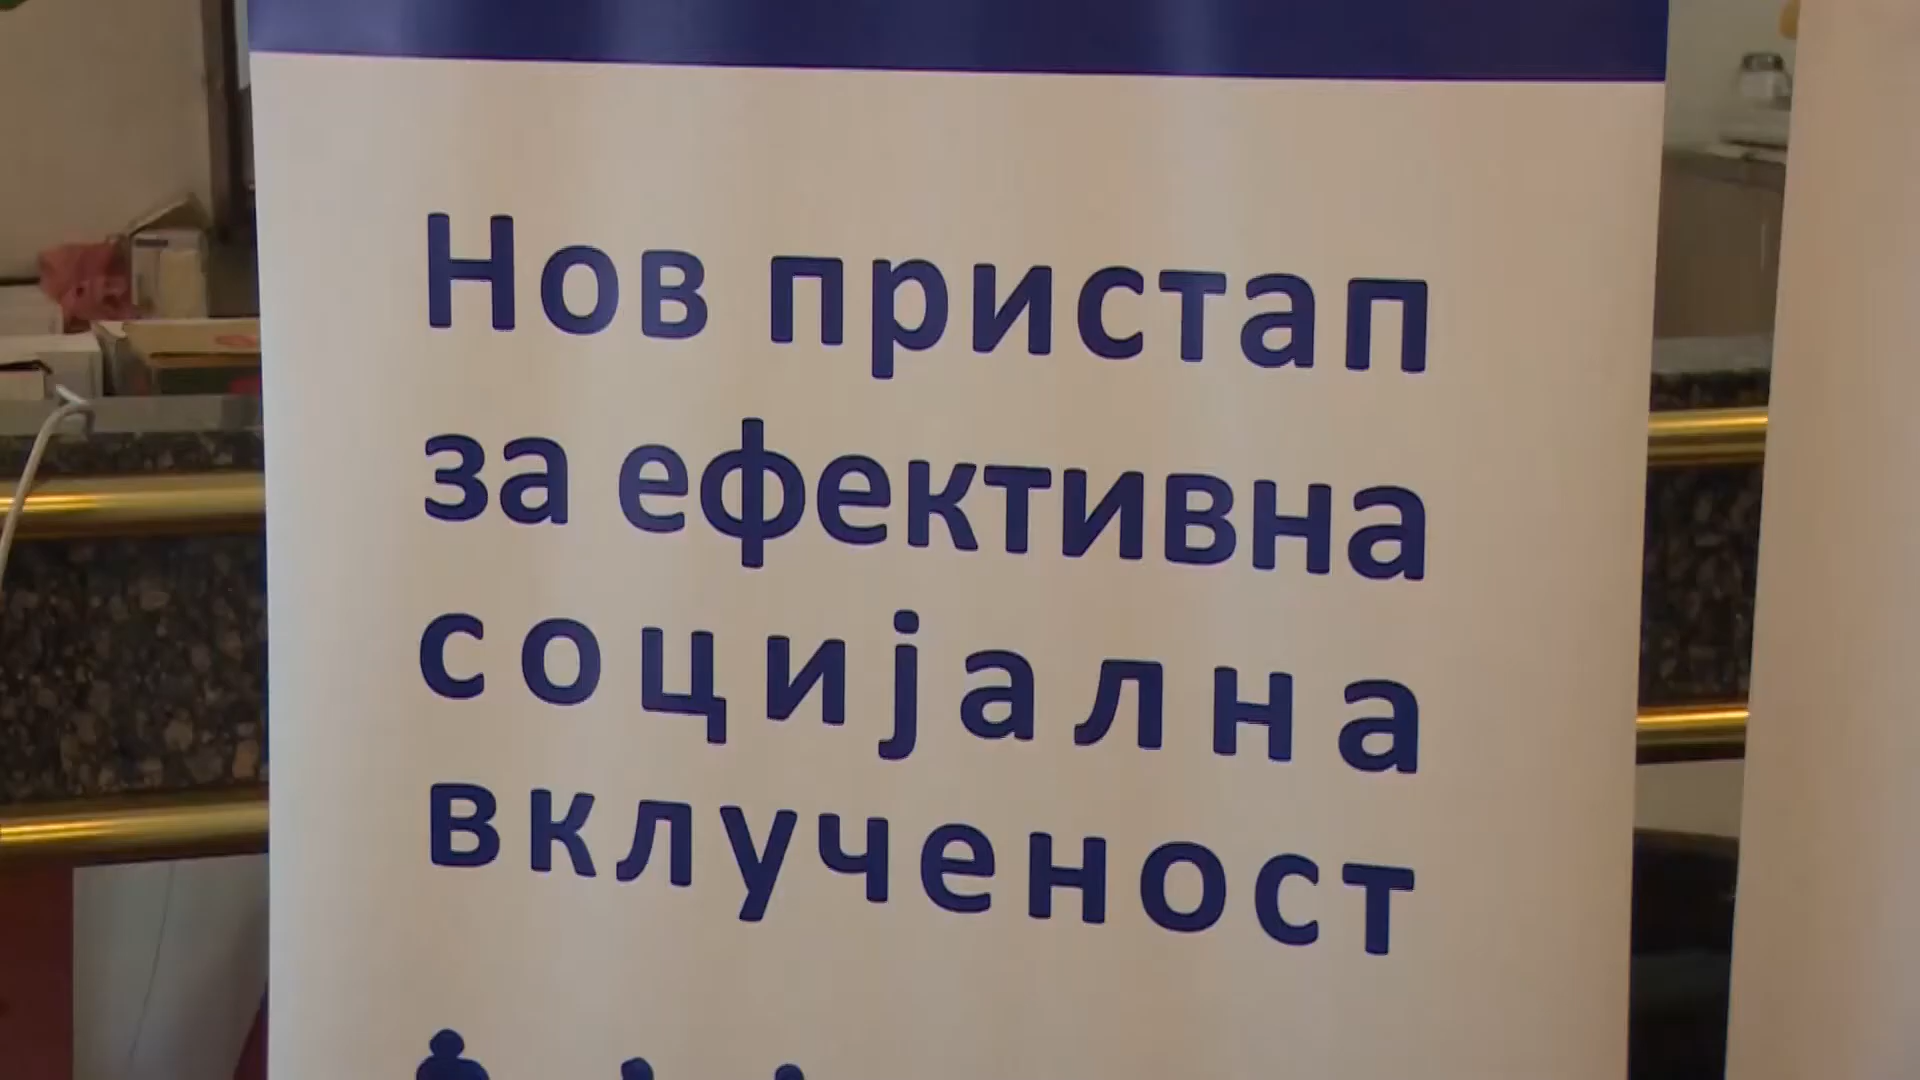 Нов пристап
за ефективна
социјална
вклученост